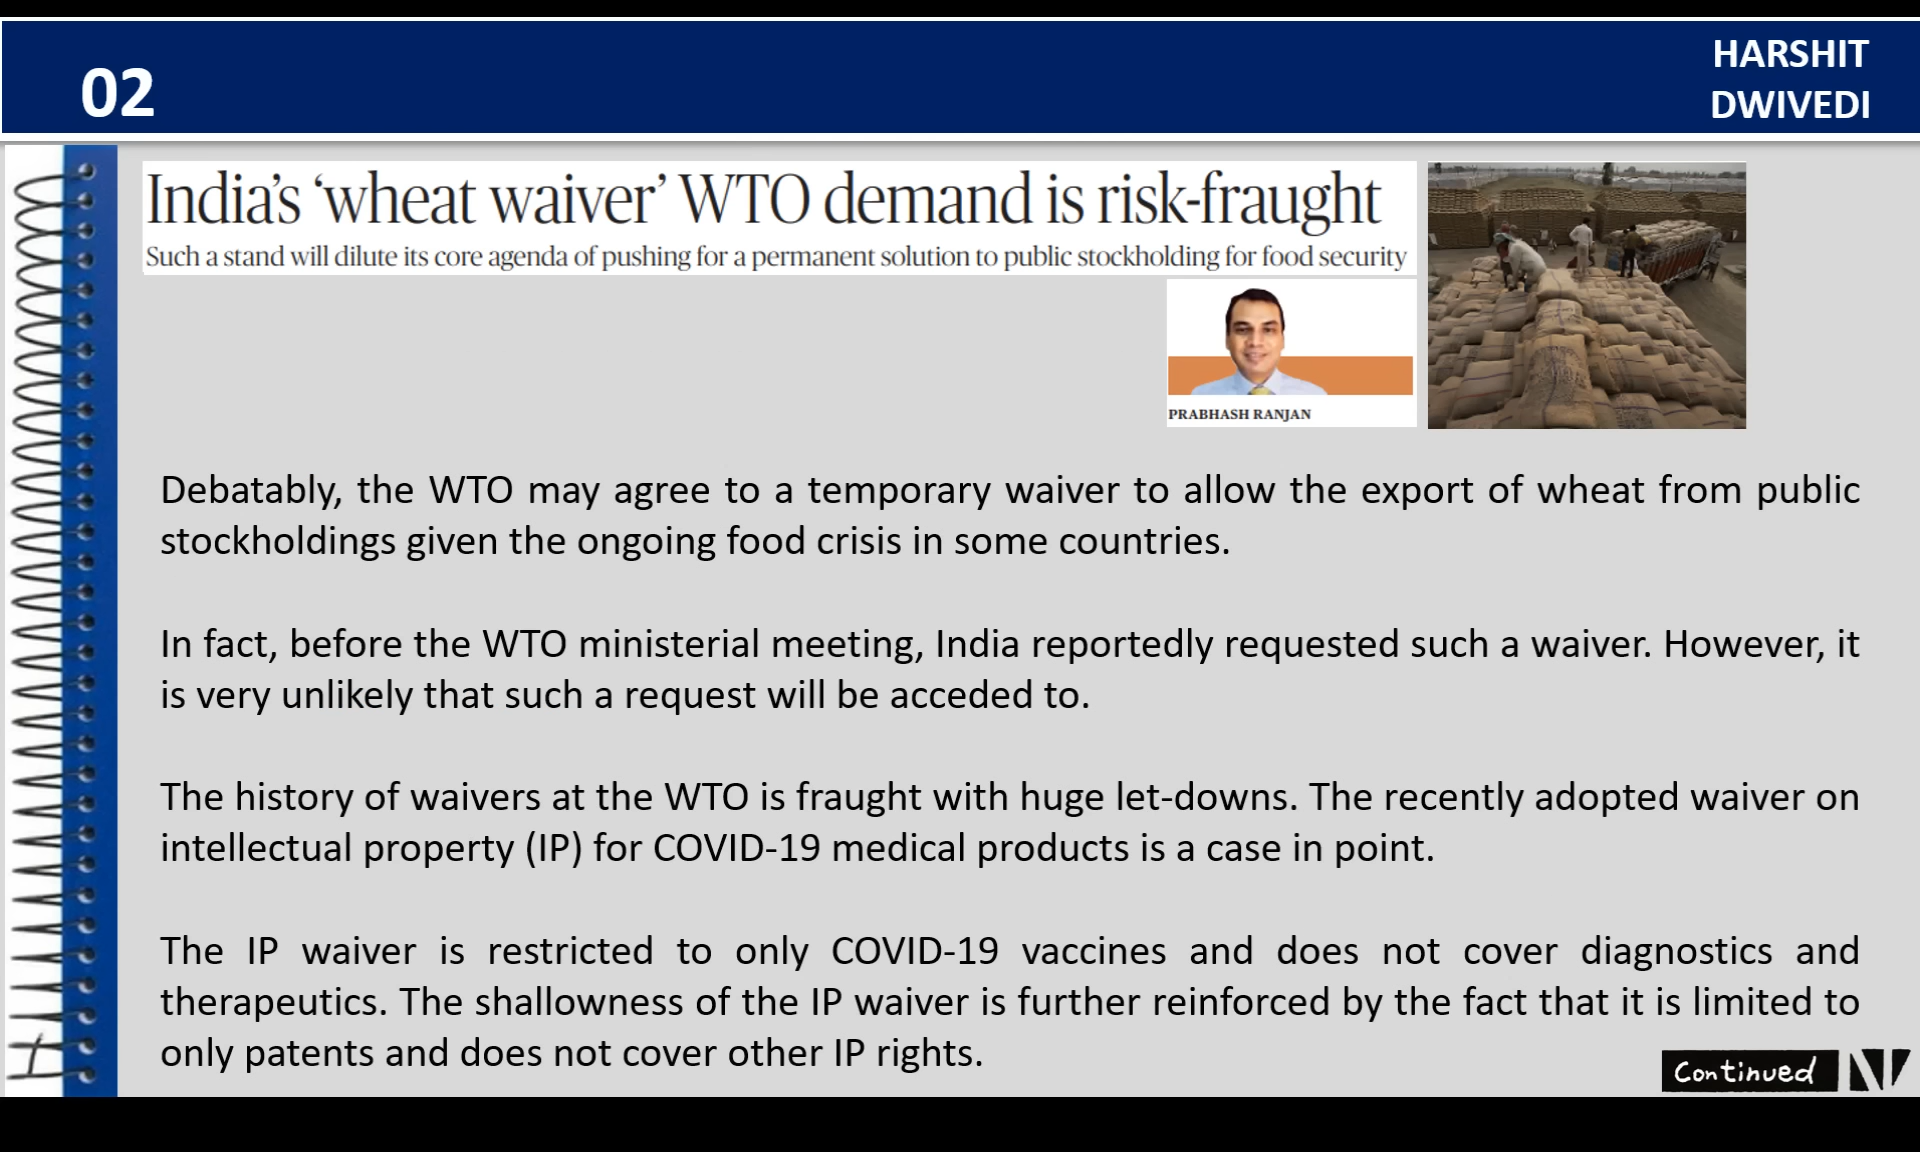 02
HARSHIT
DWIVEDI
India's ‘wheat waiver’ WTO demand is risk-fraught
Such a stand will dilute its core agenda of pushing for a permanent solution to public stockholding for food security
PRABHASH RANJAN
Debatably, the WTO may agree to a temporary waiver to allow the export of wheat from public
stockholdings given the ongoing food crisis in some countries.
In fact, before the WTO ministerial meeting, India reportedly requested such a waiver. However, it
is very unlikely that such a request will be acceded to.
The history of waivers at the WTO is fraught with huge let-downs. The recently adopted waiver on
intellectual property (IP) for COVID-19 medical products is a case in point.
The IP waiver is restricted to only COVID-19 vaccines and does not cover diagnostics and
therapeutics. The shallowness of the IP waiver is further reinforced by the fact that it is limited to
only patents and does not cover other IP rights.
Continued